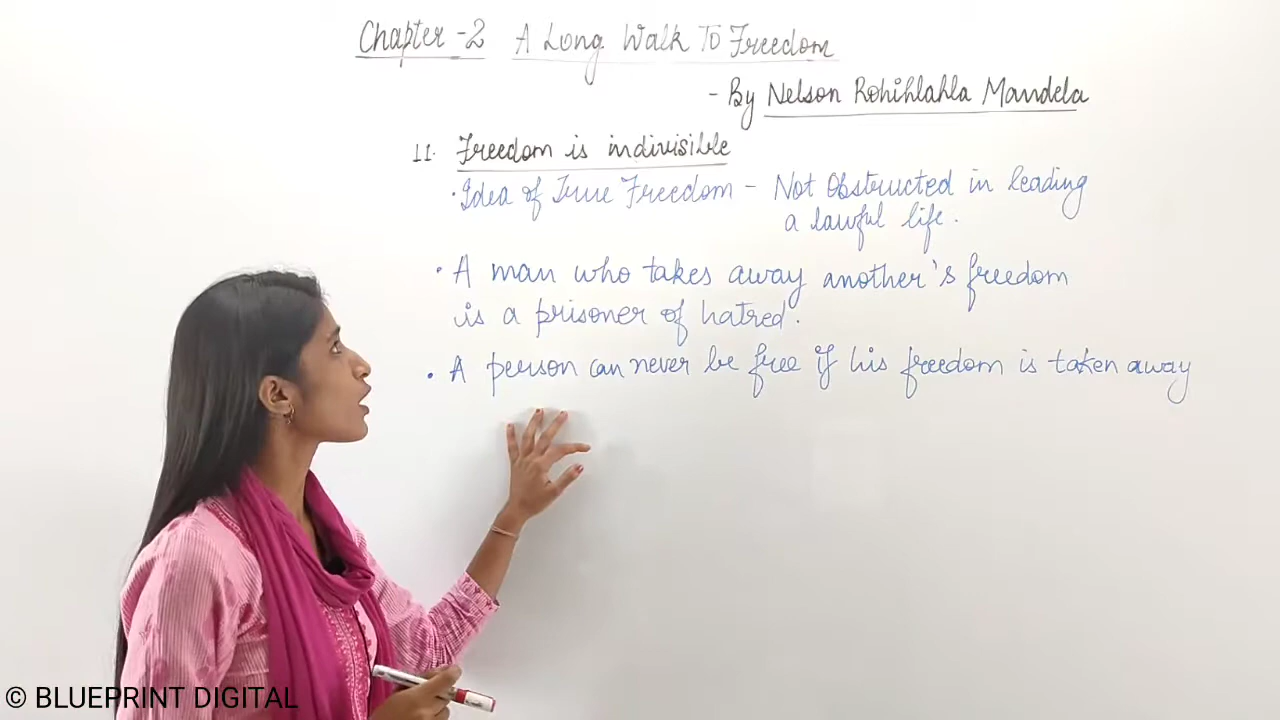 Chapter -2 A Long Walk To Freedom
- By Nelson Rohihlahla Mandela
11. Freedom is indivisible
• Idea of True Freedom - Not Obstructed in leading
a lawful life.
• A man who takes away another's freedom
is a prisoner of hatred.
• A person can never be free if his freedom is taken away
© BLUEPRINT DIGITAL